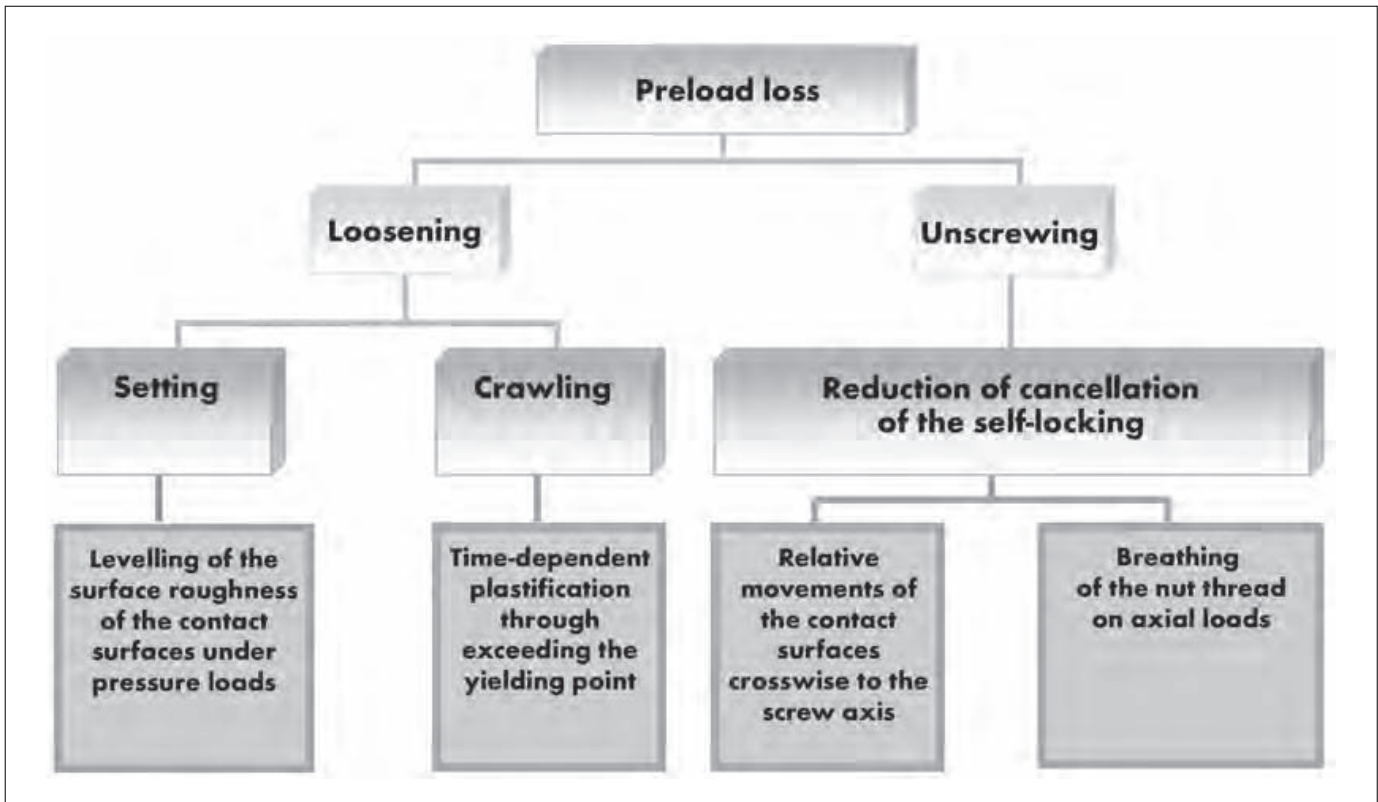 Preload loss
Loosening
Unscrewing
Setting
Crawling
Reduction of cancellation
of the self-locking
Levelling of the
surface roughness
of the contact
surfaces under
pressure loads
Time-dependent
plastification
through
exceeding the
yielding point
Relative
movements of
the contact
surfaces
crosswise to the
screw axis
Breathing
of the nut thread
on axial loads